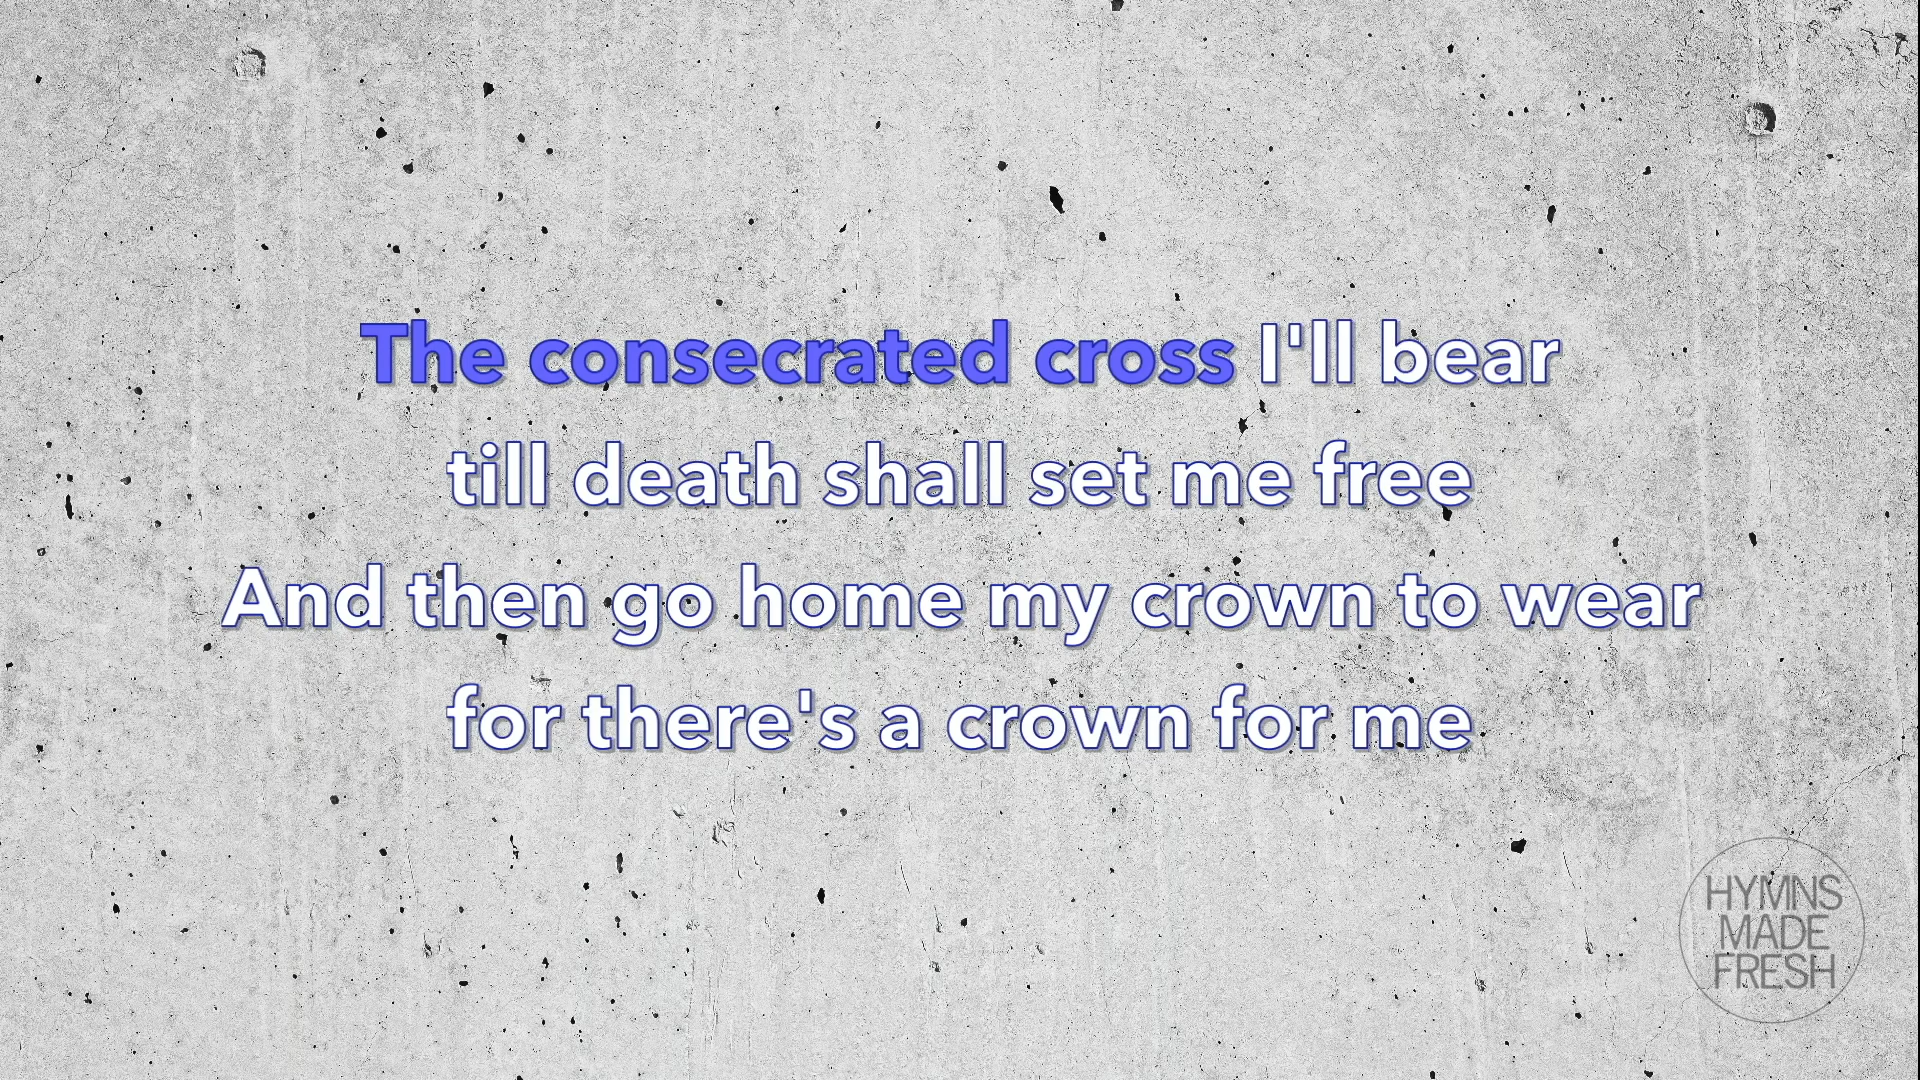 The consecrated cross I'll bear
till death shall set me free
And then go home my crown to wear
for there's a crown for me
HYMNS
MADE
FRESH